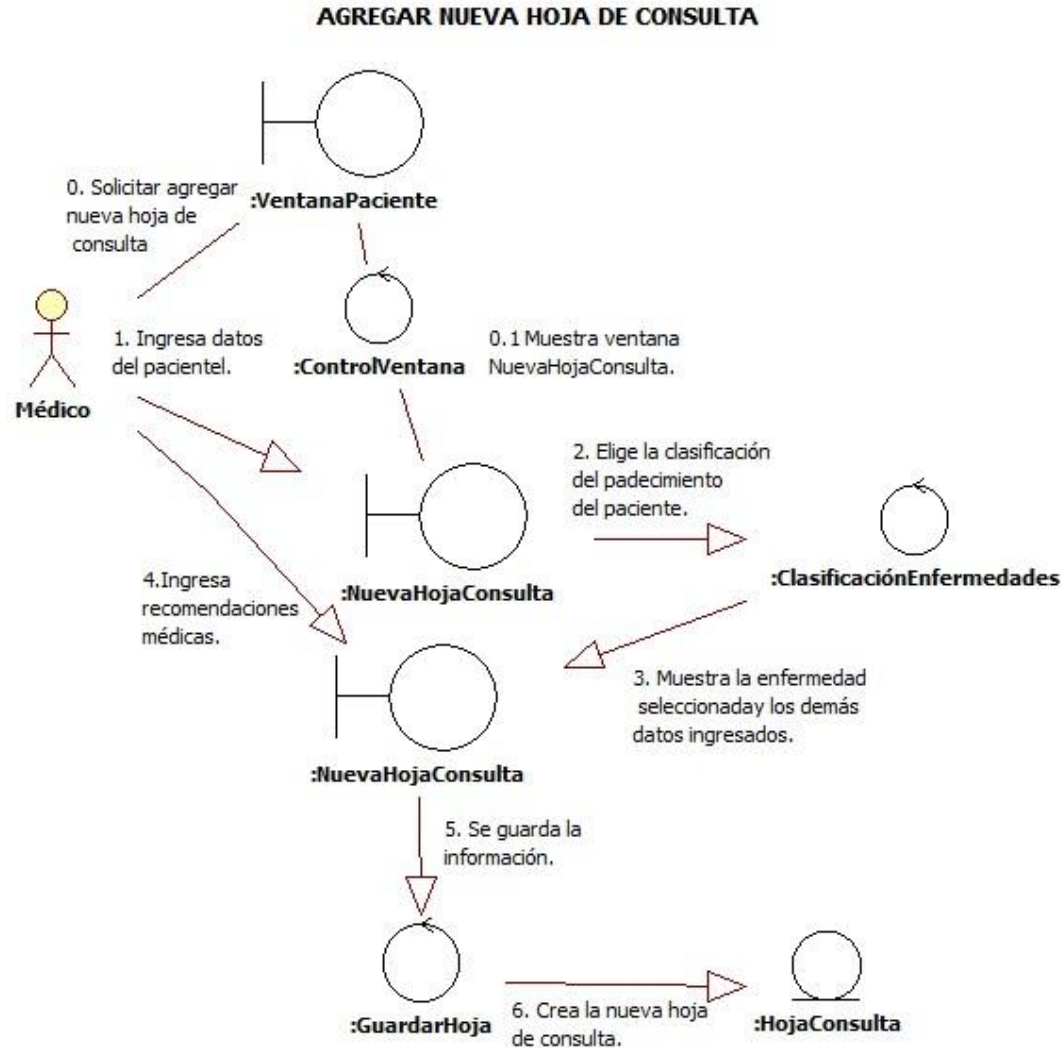 AGREGAR NUEVA HOJA DE CONSULTA
0. Solicitar agregar
nueva hoja de
consulta
:VentanaPaciente
1. Ingresa datos
del pacientel.
:ControlVentana
0.1 Muestra ventana
NuevaHojaConsulta.
Médico
2. Elige la clasificación
del padecimiento
del paciente.
:NuevaHojaConsulta
:ClasificaciónEnfermedades
4.Ingresa
recomendaciones
médicas.
3. Muestra la enfermedad
seleccionaday los demás
datos ingresados.
:NuevaHojaConsulta
5. Se guarda la
información.
:GuardarHoja
6. Crea la nueva hoja
de consulta.
:HojaConsulta